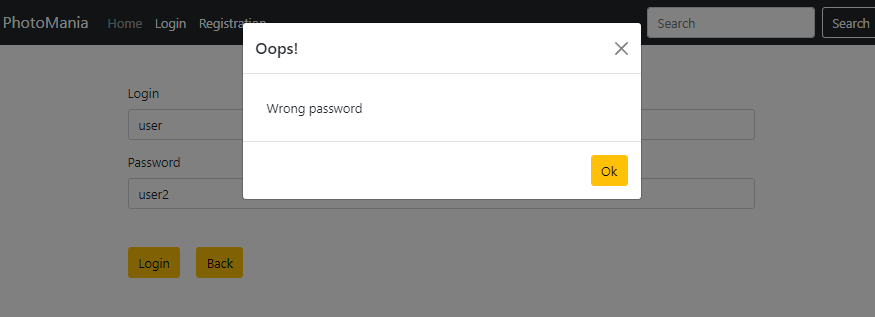 PhotoMania Home Login Registration Search Search
Oops!
Wrong password
Ok
Login
user
Password
user2
Login Back